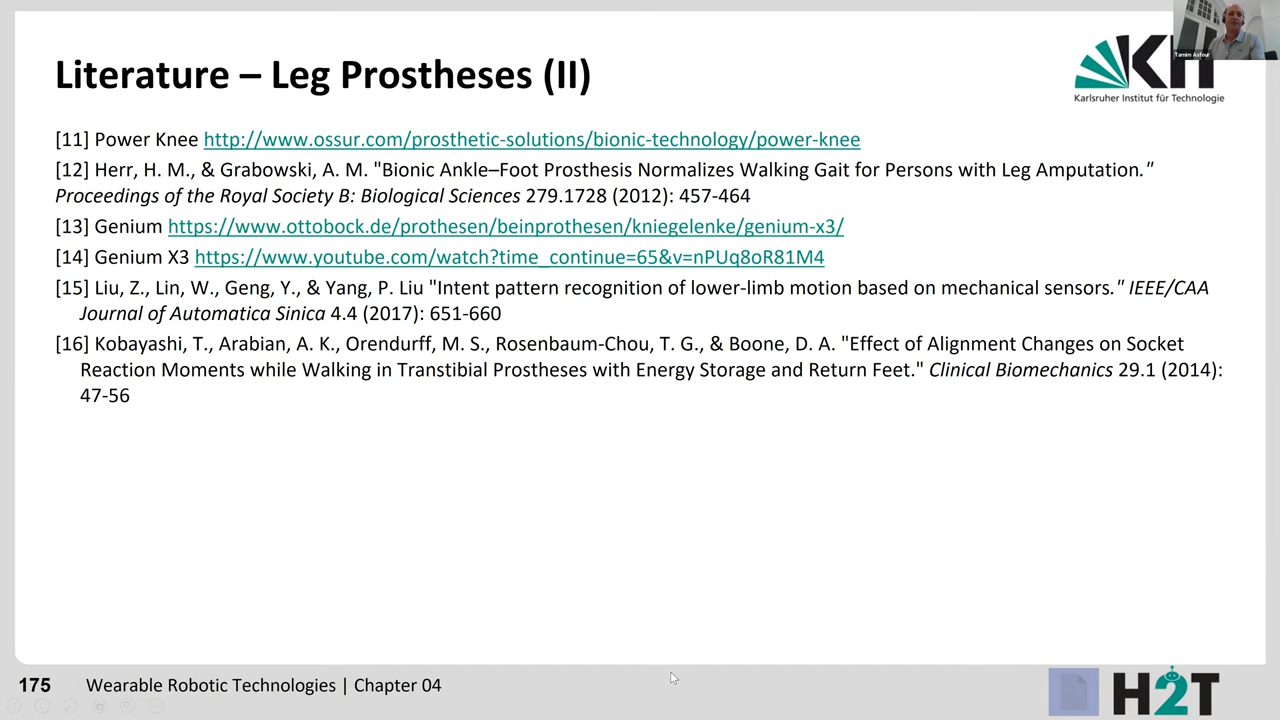 Literature – Leg Prostheses (II)
KIT
Karlsruher Institut für Technologie
Tamim Asfour
[11] Power Knee http://www.ossur.com/prosthetic-solutions/bionic-technology/power-knee
[12] Herr, H. M., & Grabowski, A. M. "Bionic Ankle–Foot Prosthesis Normalizes Walking Gait for Persons with Leg Amputation."
Proceedings of the Royal Society B: Biological Sciences 279.1728 (2012): 457-464
[13] Genium https://www.ottobock.de/prothesen/beinprothesen/kniegelenke/genium-x3/
[14] Genium X3 https://www.youtube.com/watch?time_continue=65&v=nPUq8oR81M4
[15] Liu, Z., Lin, W., Geng, Y., & Yang, P. Liu "Intent pattern recognition of lower-limb motion based on mechanical sensors." IEEE/CAA
Journal of Automatica Sinica 4.4 (2017): 651-660
[16] Kobayashi, T., Arabian, A. K., Orendurff, M. S., Rosenbaum-Chou, T. G., & Boone, D. A. "Effect of Alignment Changes on Socket
Reaction Moments while Walking in Transtibial Prostheses with Energy Storage and Return Feet." Clinical Biomechanics 29.1 (2014):
47-56
175 Wearable Robotic Technologies | Chapter 04
H2T